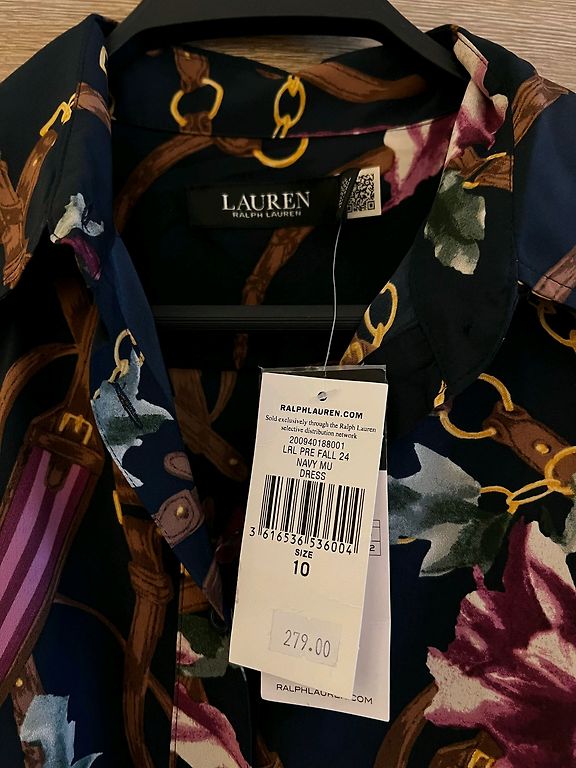 LAUREN
RALPH LAUREN
RALPHLAUREN.COM
Sold exclusively through the Ralph Lauren
selective distribution network
200940188001
LRL PRE FALL 24
NAVY MU
DRESS
3 616536 536004
SIZE
10
2
279.00
RALPHLAUREN.COM